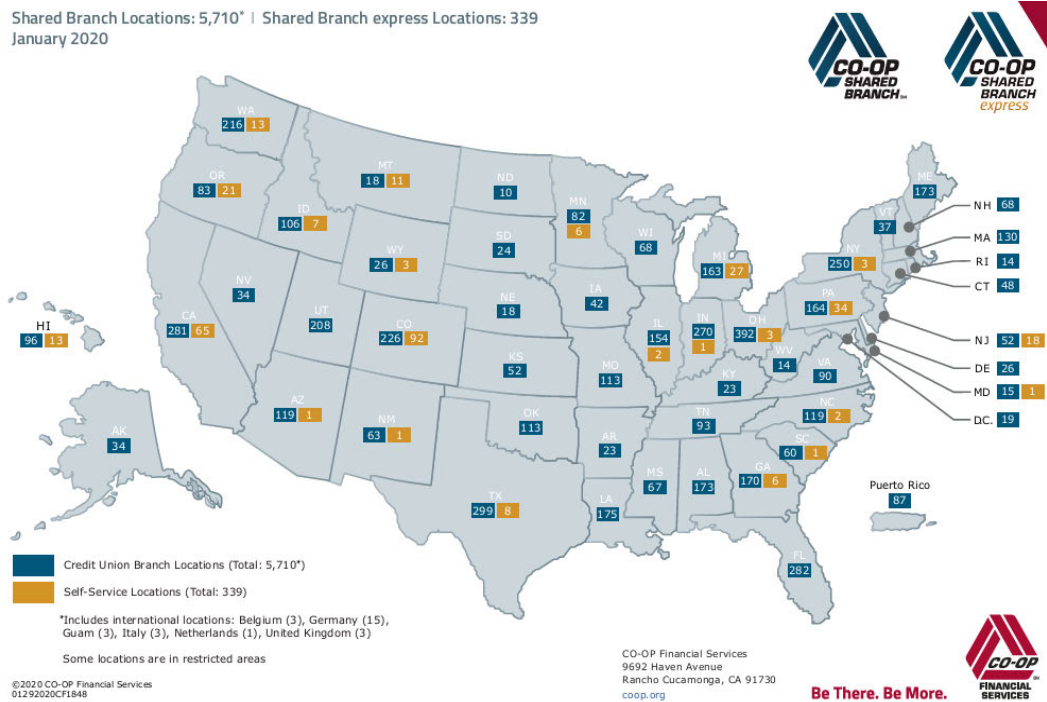 Shared Branch Locations: 5,710* | Shared Branch express Locations: 339
January 2020
CO-OP
SHARED
BRANCH SM
CO-OP
SHARED
BRANCH
express
WA
216 13
OR
83 21
ID
106 7
MT
18 11
ND
10
MN
82
6
WI
68
MI
163 27
ME
173
VT
37
NH 68
MA 130
RI 14
CT 48
NY
250 3
PA
164 34
NJ 52 18
DE 26
MD 15 1
D.C. 19
SD
24
WY
26 3
NV
34
CA
281 65
UT
208
CO
226 92
NE
18
IA
42
IL
154
2
IN
270
1
OH
392 3
WV
14
VA
90
KS
52
MO
113
KY
23
NC
119 2
TN
93
SC
60 1
AZ
119 1
NM
63 1
OK
113
AR
23
MS
67
AL
173
GA
170 6
TX
299 8
LA
175
FL
282
HI
96 13
AK
34
Puerto Rico
87
Credit Union Branch Locations (Total: 5,710*)
Self-Service Locations (Total: 339)
*Includes international locations: Belgium (3), Germany (15),
Guam (3), Italy (3), Netherlands (1), United Kingdom (3)
Some locations are in restricted areas
©2020 CO-OP Financial Services
01292020CF1848
CO-OP Financial Services
9692 Haven Avenue
Rancho Cucamonga, CA 91730
coop.org
Be There. Be More.
CO-OP
FINANCIAL
SERVICES